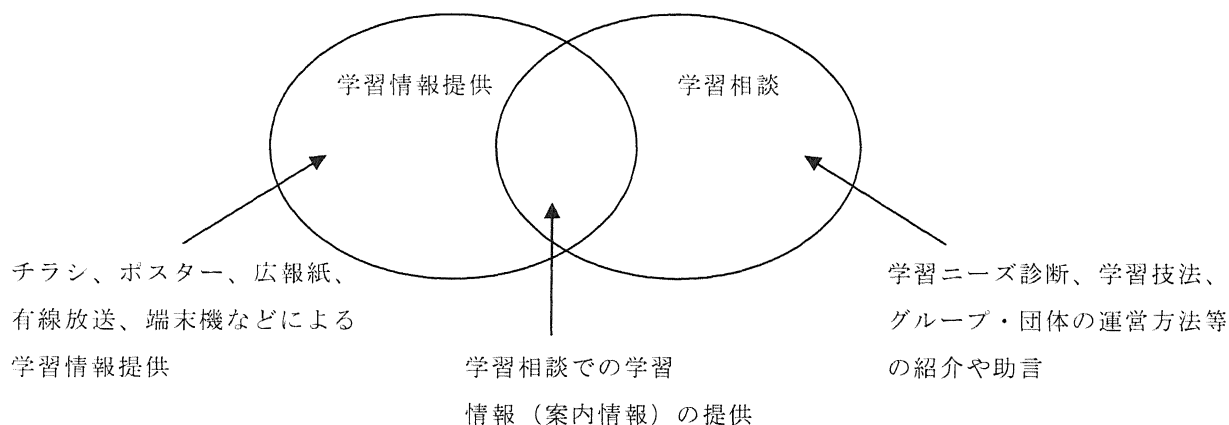 学習情報提供
学習相談
チラシ、ポスター、広報紙、
有線放送、端末機などによる
学習情報提供
学習相談での学習
情報（案内情報）の提供
学習ニーズ診断、学習技法、
グループ・団体の運営方法等
の紹介や助言